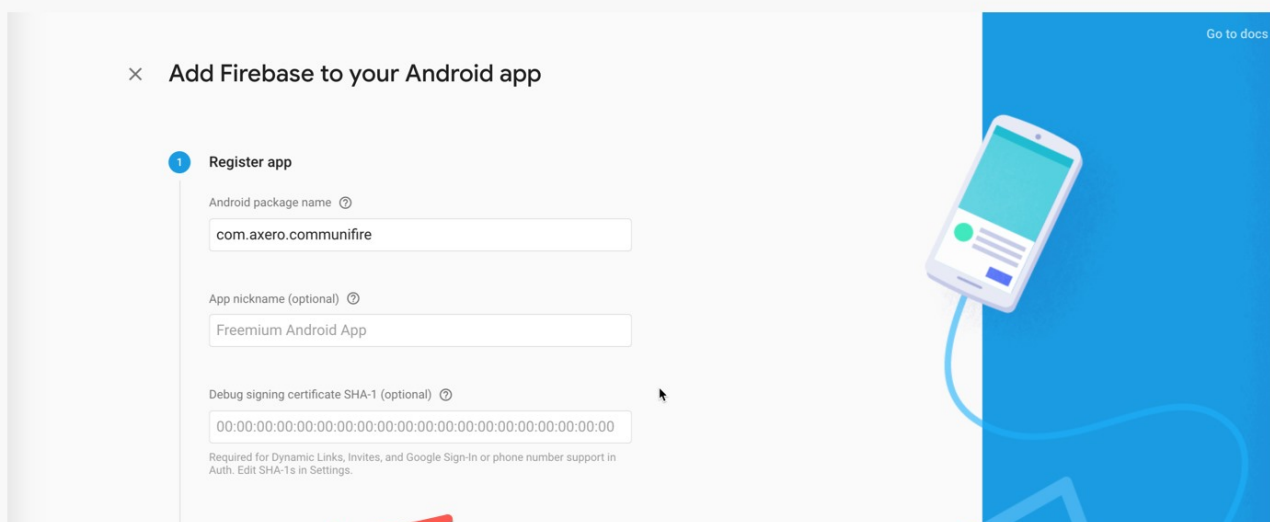 Go to docs
Add Firebase to your Android app
1 Register app
Android package name
com.axero.communifire
App nickname (optional)
Freemium Android App
Debug signing certificate SHA-1 (optional)
00:00:00:00:00:00:00:00:00:00:00:00:00:00:00:00:00:00:00:00
Required for Dynamic Links, Invites, and Google Sign-In or phone number support in
Auth. Edit SHA-1s in Settings.